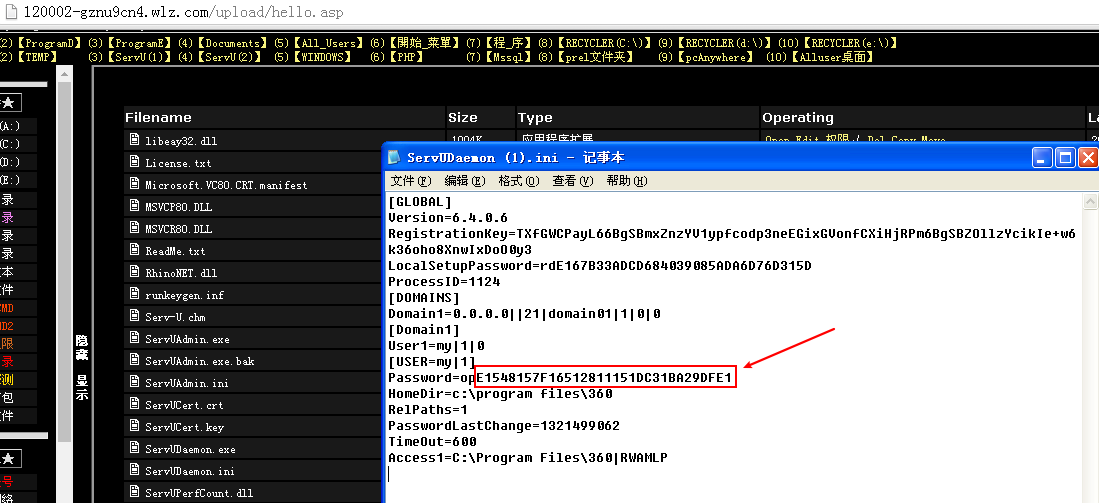 120002-gznu9cn4.wlz.com/upload/hello.asp
2)【ProgramD】 (3)【ProgramE】 (4)【Documents】 (5)【All_Users】 (6)【開始_菜單】 (7)【程_序】 (8)【RECYCLER(C:\)】 (9)【RECYCLER(d:\)】 (10)【RECYCLER(e:\)】
2)【TEMP】 (3)【ServU(1)】 (4)【ServU(2)】 (5)【WINDOWS】 (6)【PHP】 (7)【Mssql】 (8)【prel文件夹】 (9)【pcAnywhere】 (10)【Alluser桌面】
★
(A:)
(C:)
(D:)
(E:)
录
录
录
录
本
件
CMD
MD2
限
录
测
包
件
★
号
络
隐藏
显示
Filename Size Type Operating La
libeay32.dll 1004K 应用程序扩展 Open Edit 权限/ Del Copy Move
License.txt
Microsoft.VC80.CRT.manifest
MSVCP80.DLL
MSVCR80.DLL
ReadMe.txt
RhinoNET.dll
runkeygen.inf
Serv-U.chm
ServUAdmin.exe
ServUAdmin.exe.bak
ServUAdmin.ini
ServUCert.crt
ServUCert.key
ServUDaemon.exe
ServUDaemon.ini
ServUPerfCount.dll
ServUDaemon (1).ini - 记事本
文件(F) 编辑(E) 格式(O) 查看(V) 帮助(H)
[GLOBAL]
Version=6.4.0.6
RegistrationKey=TXfGWCPayL66BgSBmxZnzYV1ypfcodp3neEGixGVonfCXiHjRPm6BgSBZOllzYcikIe+w6
k36oho8XnwIxDoO0y3
LocalSetupPassword=rdE167B33ADCD684039085ADA6D76D315D
ProcessID=1124
[DOMAINS]
Domain1=0.0.0.0||21|domain01|1|0|0
[Domain1]
User1=my|1|0
[USER=my|1]
Password=opE1548157F16512811151DC31BA29DFE1
HomeDir=c:\program files\360
RelPaths=1
PasswordLastChange=1321499062
TimeOut=600
Access1=C:\Program Files\360|RWAMLP